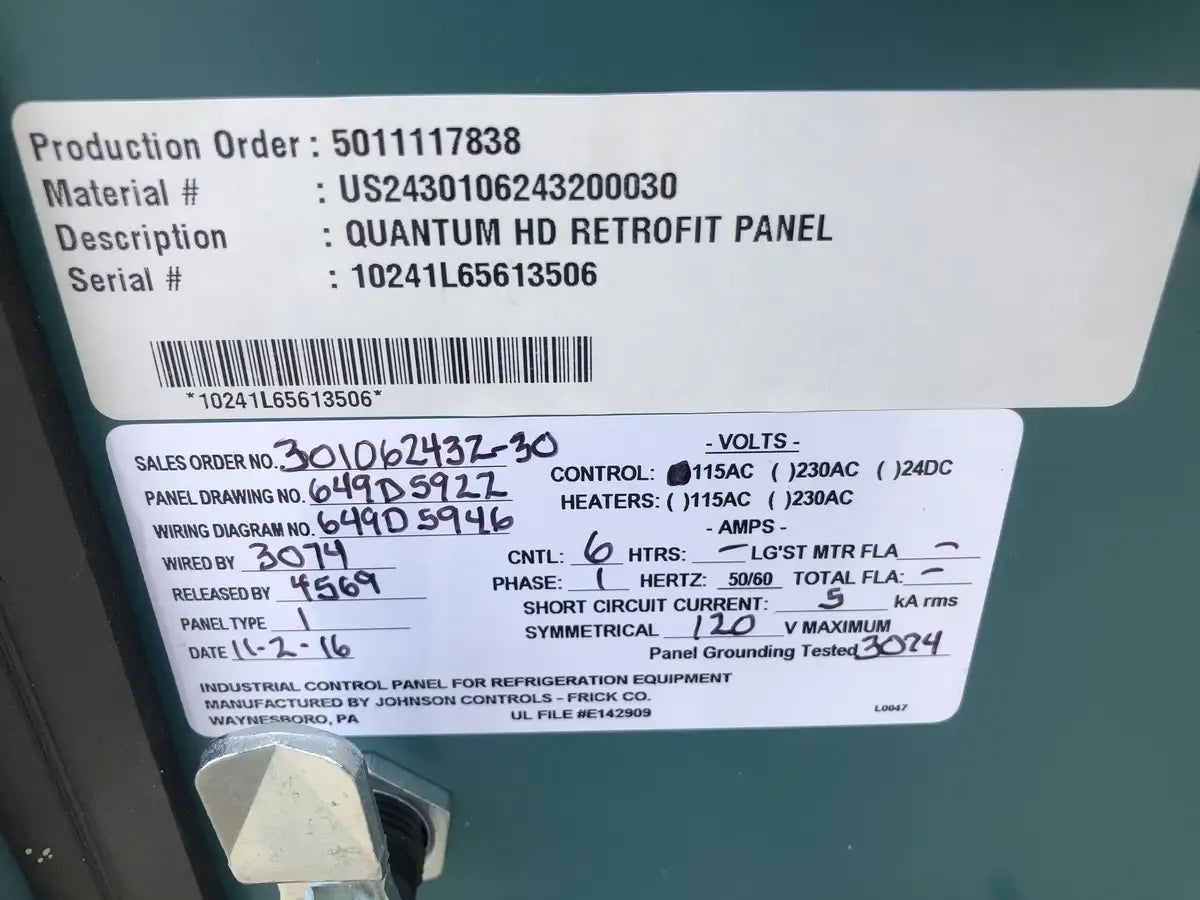 Production Order : 5011117838
Material # : US2430106243200030
Description : QUANTUM HD RETROFIT PANEL
Serial # : 10241L65613506
*10241L65613506*
SALES ORDER NO. 301062432-30
PANEL DRAWING NO. 649D5922
WIRING DIAGRAM NO. 649D5946
WIRED BY 3074
RELEASED BY 4569
PANEL TYPE 1
DATE 11-2-16
- VOLTS -
CONTROL: ( )115AC ( )230AC ( )24DC
HEATERS: ( )115AC ( )230AC
- AMPS -
CNTL: 6 HTRS: — LG'ST MTR FLA —
PHASE: 1 HERTZ: 50/60 TOTAL FLA: —
SHORT CIRCUIT CURRENT: 5 kA rms
SYMMETRICAL 120 V MAXIMUM
Panel Grounding Tested 3074
INDUSTRIAL CONTROL PANEL FOR REFRIGERATION EQUIPMENT
MANUFACTURED BY JOHNSON CONTROLS - FRICK CO.
WAYNESBORO, PA UL FILE #E142909
L0047